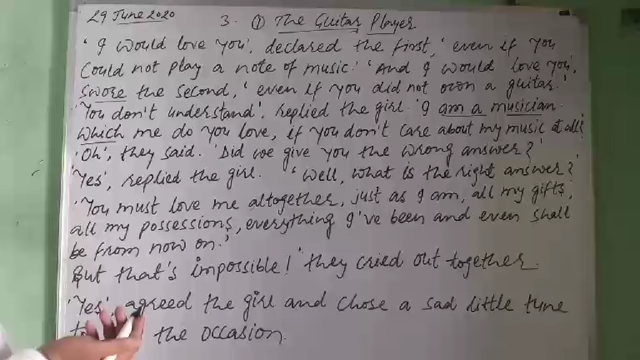 29 June 2020
3. ① The Guitar Player
'I would love you', declared the first, 'even if you
could not play a note of music.' 'And I would love you',
swore the second, 'even if you did not own a guitar.'
'You don't understand', replied the girl. 'I am a musician.
Which me do you love, if you don't care about my music at all?'
'Oh', they said. 'Did we give you the wrong answer?'
'Yes', replied the girl. 'Well, what is the right answer?'
'You must love me altogether, just as I am, all my gifts,
all my possessions, everything I've been and even shall
be from now on.'
'But that's impossible!' they cried out together.
'Yes', agreed the girl and chose a sad little tune
the occasion.